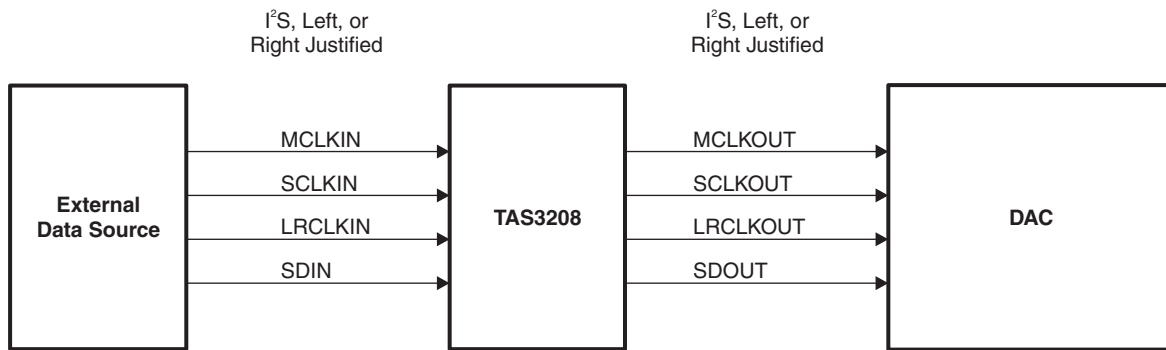 I²S, Left, or
Right Justified
I²S, Left, or
Right Justified
MCLKIN
SCLKIN
LRCLKIN
SDIN
MCLKOUT
SCLKOUT
LRCLKOUT
SDOUT
External
Data Source
TAS3208
DAC